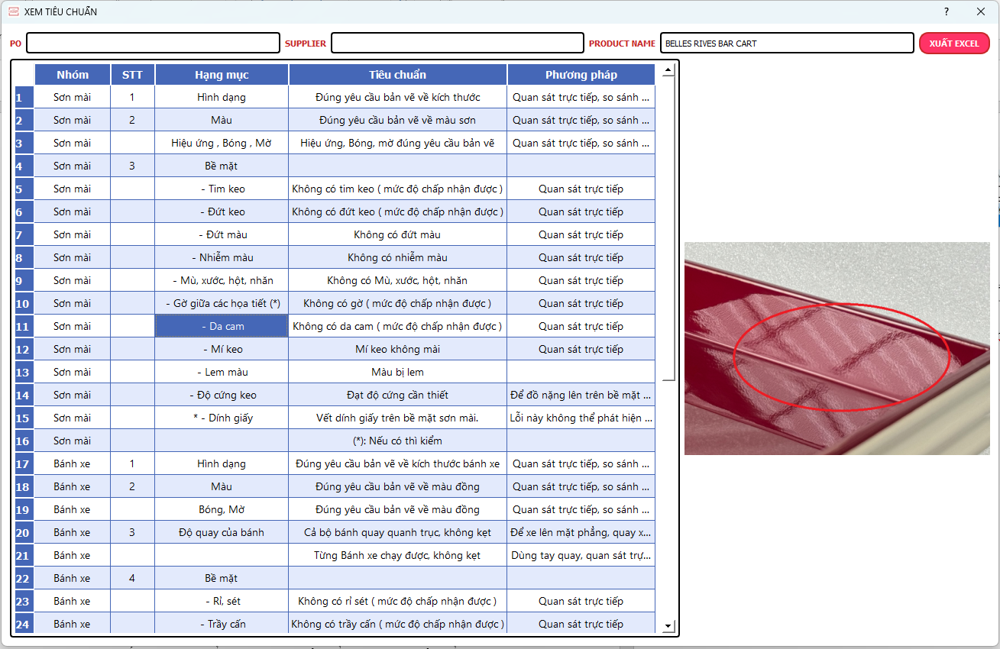 XEM TIÊU CHUẨN ?
PO SUPPLIER PRODUCT NAME BELLES RIVES BAR CART XUẤT EXCEL
Nhóm STT Hạng mục Tiêu chuẩn Phương pháp
1 Sơn mài 1 Hình dạng Đúng yêu cầu bản vẽ về kích thước Quan sát trực tiếp, so sánh ...
2 Sơn mài 2 Màu Đúng yêu cầu bản vẽ về màu sơn Quan sát trực tiếp, so sánh ...
3 Sơn mài Hiệu ứng , Bóng , Mờ Hiệu ứng, Bóng, mờ đúng yêu cầu bản vẽ Quan sát trực tiếp, so sánh ...
4 Sơn mài 3 Bề mặt
5 Sơn mài - Tim keo Không có tim keo ( mức độ chấp nhận được ) Quan sát trực tiếp
6 Sơn mài - Đứt keo Không có đứt keo ( mức độ chấp nhận được ) Quan sát trực tiếp
7 Sơn mài - Đứt màu Không có đứt màu Quan sát trực tiếp
8 Sơn mài - Nhiễm màu Không có nhiễm màu Quan sát trực tiếp
9 Sơn mài - Mù, xước, hột, nhăn Không có Mù, xước, hột, nhăn Quan sát trực tiếp
10 Sơn mài - Gờ giữa các họa tiết (*) Không có gờ ( mức độ chấp nhận được ) Quan sát trực tiếp
11 Sơn mài - Da cam Không có da cam ( mức độ chấp nhận được ) Quan sát trực tiếp
12 Sơn mài - Mí keo Mí keo không mài Quan sát trực tiếp
13 Sơn mài - Lem màu Màu bị lem
14 Sơn mài - Độ cứng keo Đạt độ cứng cần thiết Để đồ nặng lên trên bề mặt ...
15 Sơn mài * - Dính giấy Vết dính giấy trên bề mặt sơn mài. Lỗi này không thể phát hiện ...
16 Sơn mài (*): Nếu có thì kiểm
17 Bánh xe 1 Hình dạng Đúng yêu cầu bản vẽ về kích thước bánh xe Quan sát trực tiếp, so sánh ...
18 Bánh xe 2 Màu Đúng yêu cầu bản vẽ về màu đồng Quan sát trực tiếp, so sánh ...
19 Bánh xe Bóng, Mờ Đúng yêu cầu bản vẽ về màu đồng Quan sát trực tiếp, so sánh ...
20 Bánh xe 3 Độ quay của bánh Cả bộ bánh quay quanh trục, không kẹt Để xe lên mặt phẳng, quay x...
21 Bánh xe Từng Bánh xe chạy được, không kẹt Dùng tay quay, quan sát trự...
22 Bánh xe 4 Bề mặt
23 Bánh xe - Rỉ, sét Không có rỉ sét ( mức độ chấp nhận được ) Quan sát trực tiếp
24 Bánh xe - Trầy cấn Không có trầy cấn ( mức độ chấp nhận được ) Quan sát trực tiếp